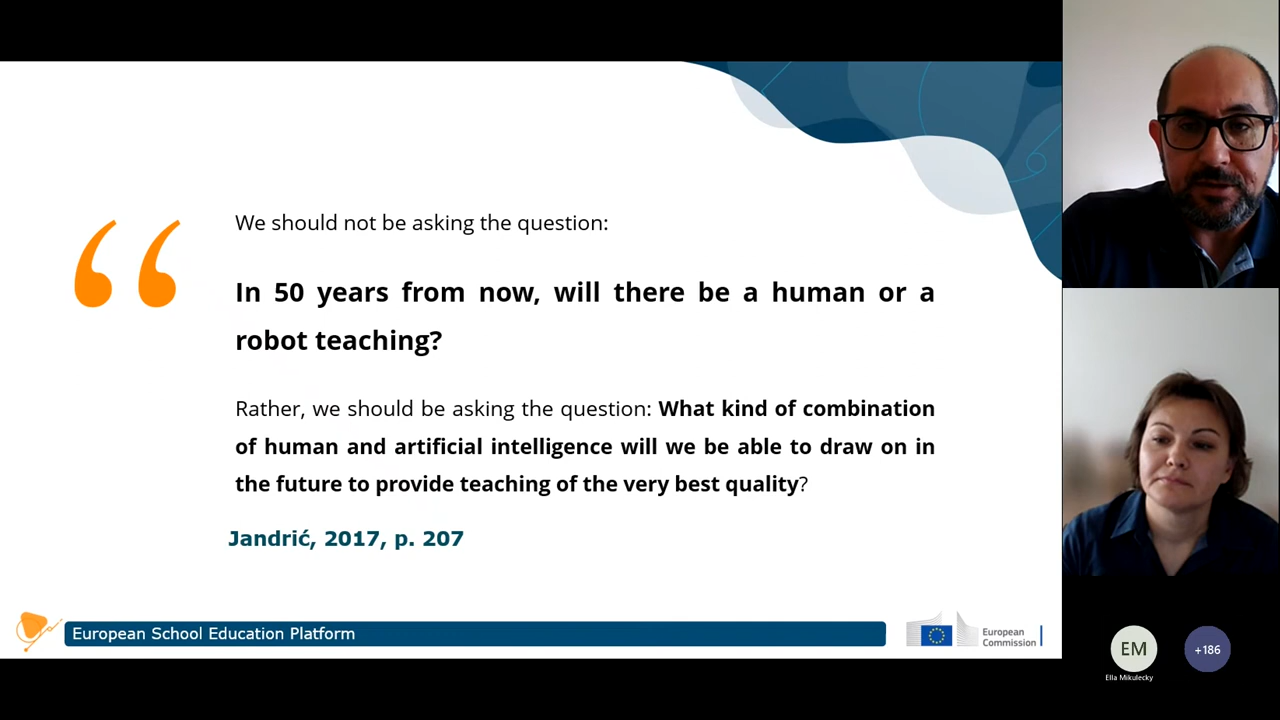 We should not be asking the question:
In 50 years from now, will there be a human or a
robot teaching?
Rather, we should be asking the question: What kind of combination
of human and artificial intelligence will we be able to draw on in
the future to provide teaching of the very best quality?
Jandrić, 2017, p. 207
European School Education Platform
European
Commission
EM
+186
Ella Mikulecky